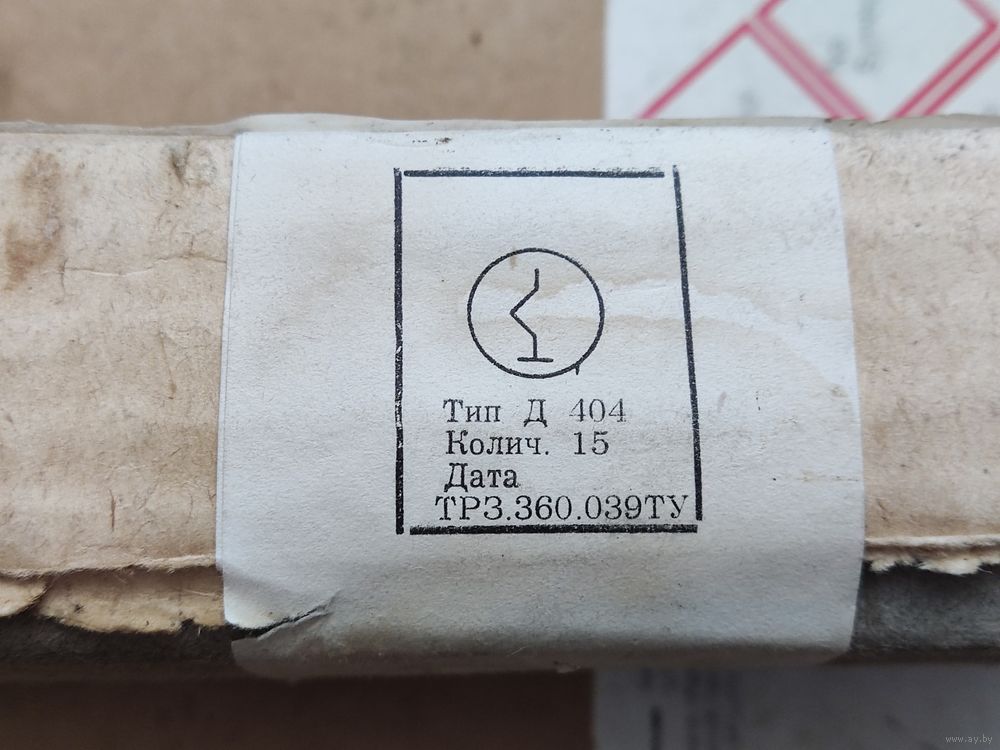 Тип Д 404
Колич. 15
Дата
ТРЗ.360.039ТУ
www.ay.by